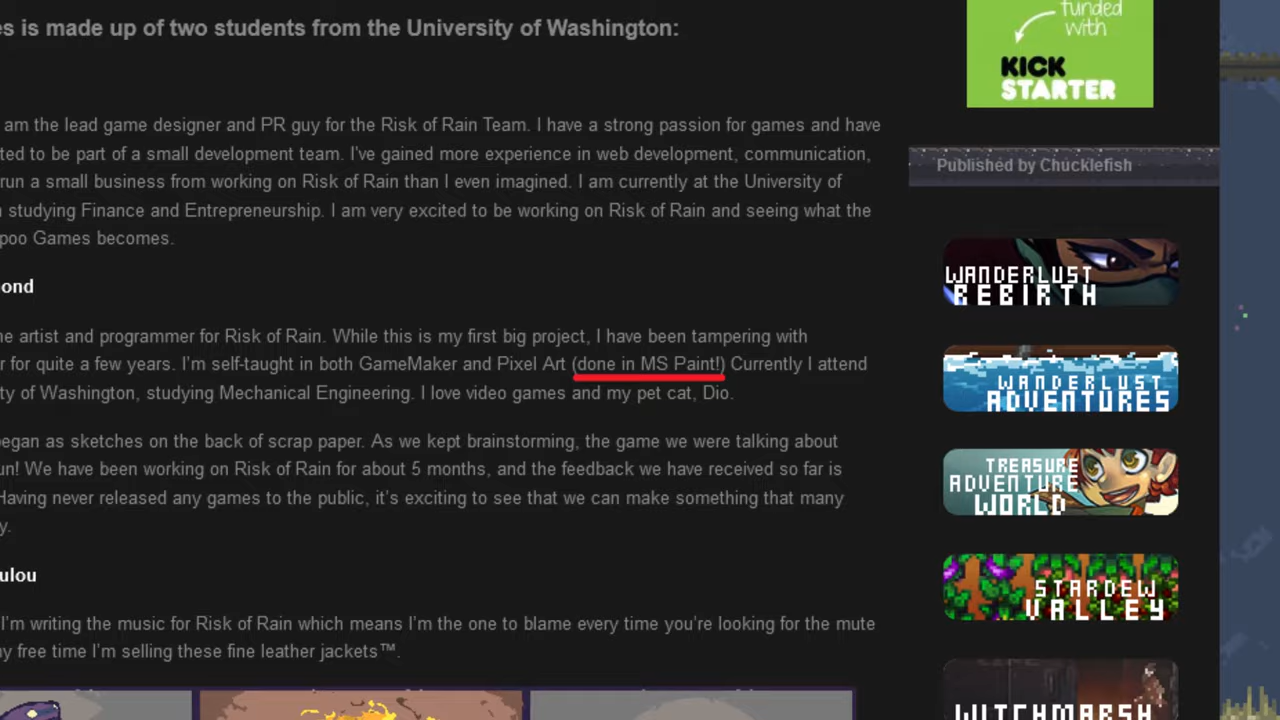 es is made up of two students from the University of Washington:
am the lead game designer and PR guy for the Risk of Rain Team. I have a strong passion for games and have
ted to be part of a small development team. I've gained more experience in web development, communication,
run a small business from working on Risk of Rain than I even imagined. I am currently at the University of
studying Finance and Entrepreneurship. I am very excited to be working on Risk of Rain and seeing what the
poo Games becomes.
ond
ne artist and programmer for Risk of Rain. While this is my first big project, I have been tampering with
r for quite a few years. I'm self-taught in both GameMaker and Pixel Art (done in MS Paint!) Currently I attend
ty of Washington, studying Mechanical Engineering. I love video games and my pet cat, Dio.
began as sketches on the back of scrap paper. As we kept brainstorming, the game we were talking about
un! We have been working on Risk of Rain for about 5 months, and the feedback we have received so far is
Having never released any games to the public, it's exciting to see that we can make something that many
y.
ulou
I'm writing the music for Risk of Rain which means I'm the one to blame every time you're looking for the mute
ny free time I'm selling these fine leather jackets™.
funded
with
KICK
STARTER
Published by Chucklefish
WANDERLUST
REBIRTH
WANDERLUST
ADVENTURES
TREASURE
ADVENTURE
WORLD
STARDEW
VALLEY
WITCHMARSH